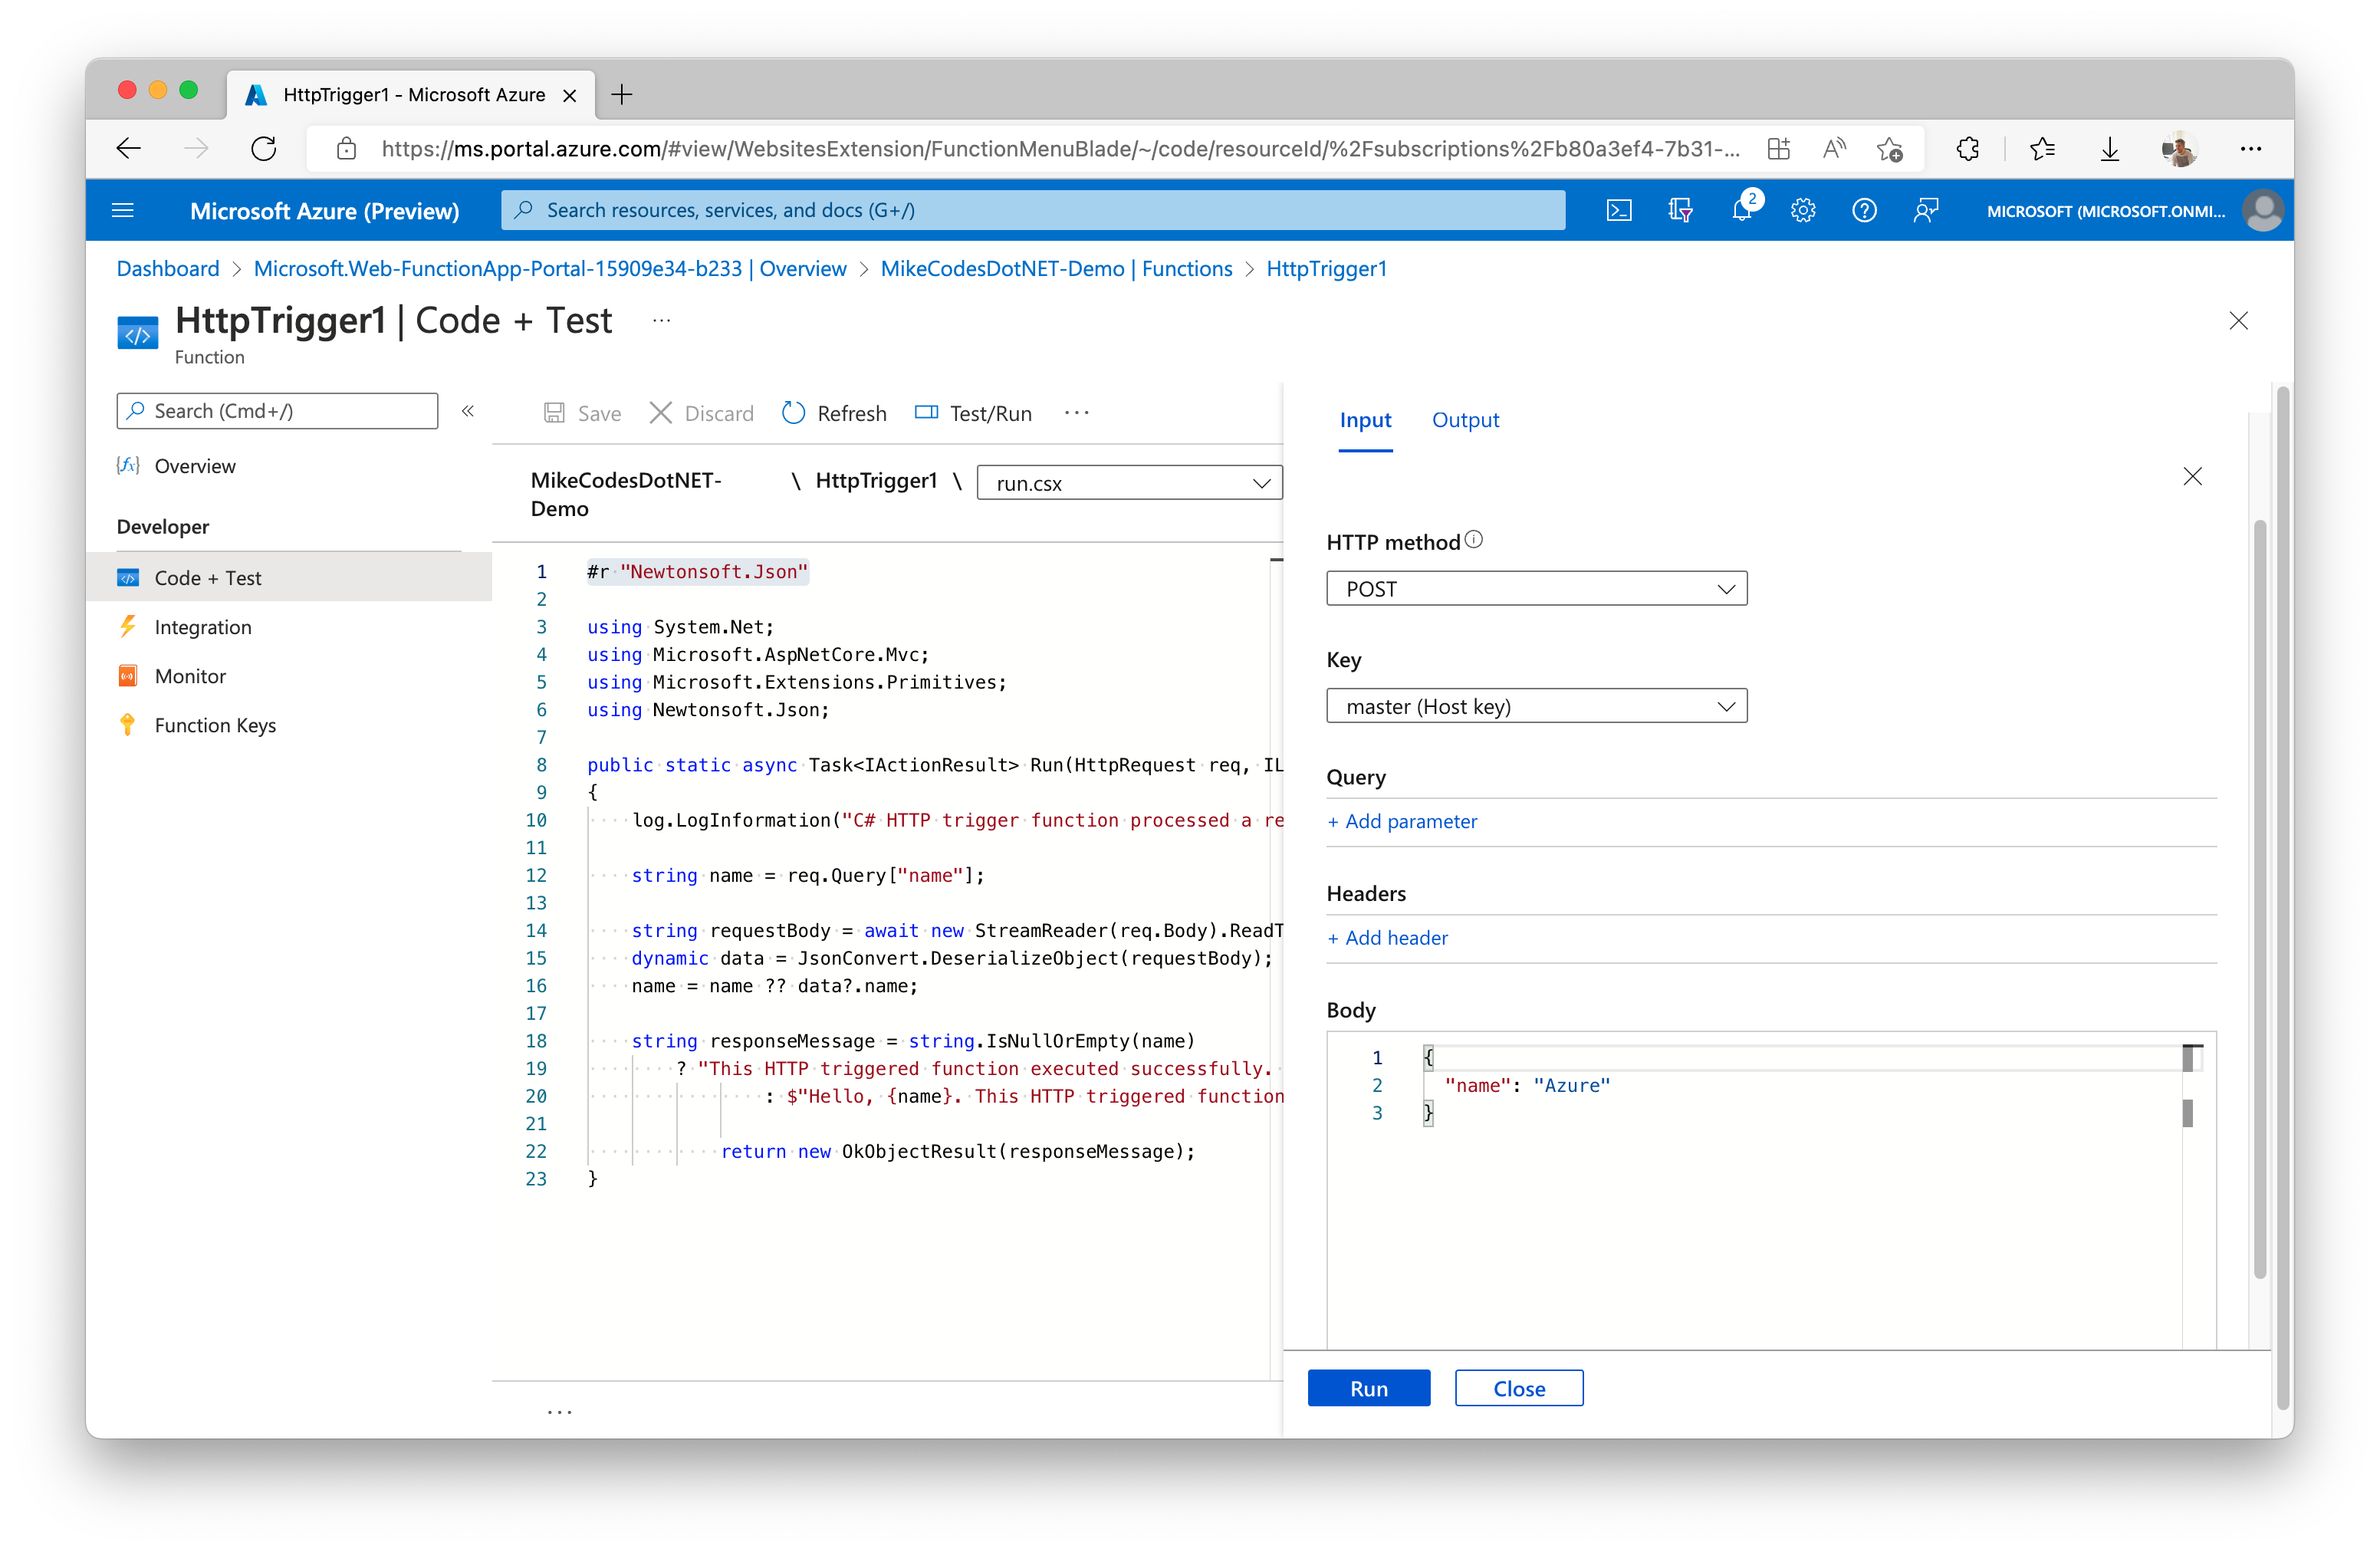 HttpTrigger1 - Microsoft Azure
https://ms.portal.azure.com/#view/WebsitesExtension/FunctionMenuBlade/~/code/resourceId/%2Fsubscriptions%2Fb80a3ef4-7b31-...
Microsoft Azure (Preview)
Search resources, services, and docs (G+/)
2
MICROSOFT (MICROSOFT.ONMI...
Dashboard > Microsoft.Web-FunctionApp-Portal-15909e34-b233 | Overview > MikeCodesDotNET-Demo | Functions > HttpTrigger1
HttpTrigger1 | Code + Test ...
Function
Search (Cmd+/)
«
Overview
Developer
Code + Test
Integration
Monitor
Function Keys
Save Discard Refresh Test/Run ...
MikeCodesDotNET-
Demo
\ HttpTrigger1 \ run.csx
1 #r "Newtonsoft.Json"
2
3 using System.Net;
4 using Microsoft.AspNetCore.Mvc;
5 using Microsoft.Extensions.Primitives;
6 using Newtonsoft.Json;
7
8 public static async Task<IActionResult> Run(HttpRequest req, IL
9 {
10 log.LogInformation("C# HTTP trigger function processed a re
11
12 string name = req.Query["name"];
13
14 string requestBody = await new StreamReader(req.Body).ReadT
15 dynamic data = JsonConvert.DeserializeObject(requestBody);
16 name = name ?? data?.name;
17
18 string responseMessage = string.IsNullOrEmpty(name)
19 ? "This HTTP triggered function executed successfully.
20 : $"Hello, {name}. This HTTP triggered function
21
22 return new OkObjectResult(responseMessage);
23 }
...
Input Output
HTTP method
POST
Key
master (Host key)
Query
+ Add parameter
Headers
+ Add header
Body
1 {
2 "name": "Azure"
3 }
Run Close